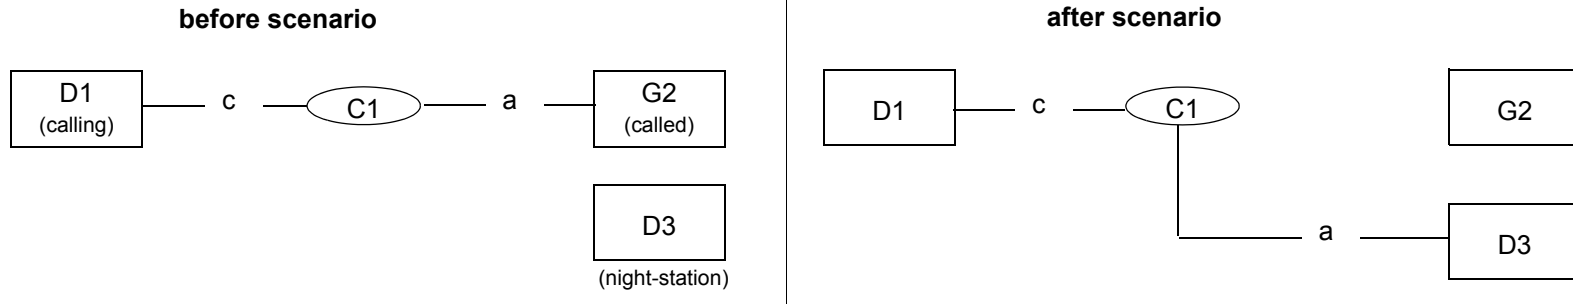 before scenario
D1
(calling)
c
C1
a
G2
(called)
D3
(night-station)
after scenario
D1
c
C1
G2
a
D3